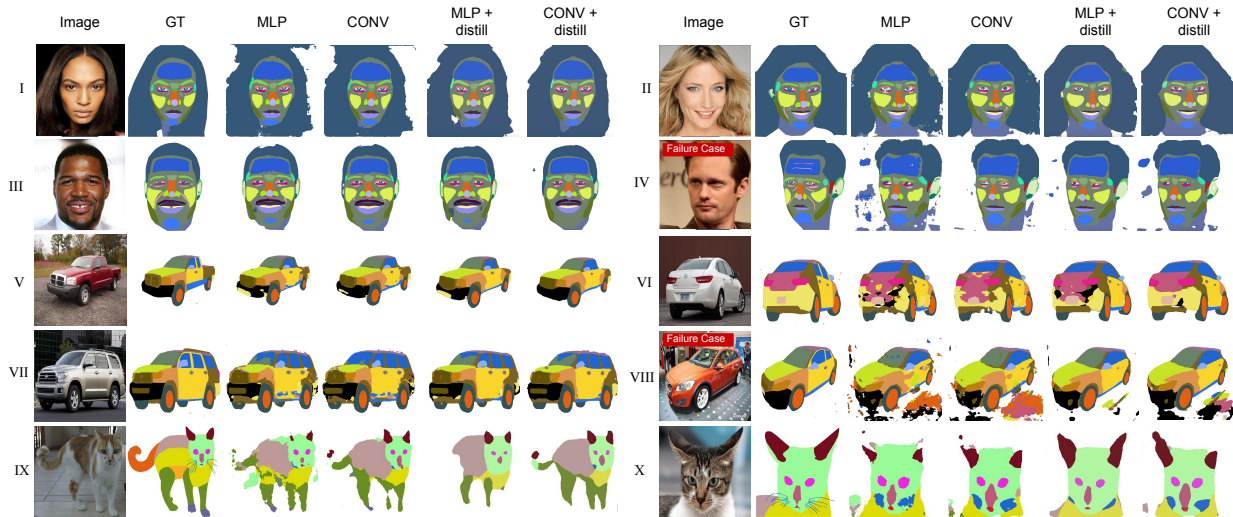 Image GT MLP CONV MLP + distill CONV + distill Image GT MLP CONV MLP + distill CONV + distill
I II
Failure Case
III IV
erC
V VI
Failure Case
VII VIII
IX X